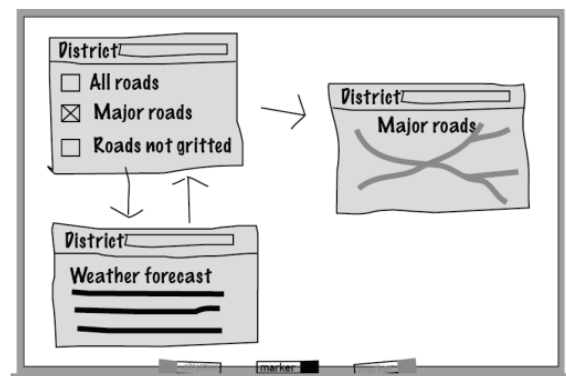 District
All roads
Major roads
Roads not gritted
District
Major roads
District
Weather forecast
marker